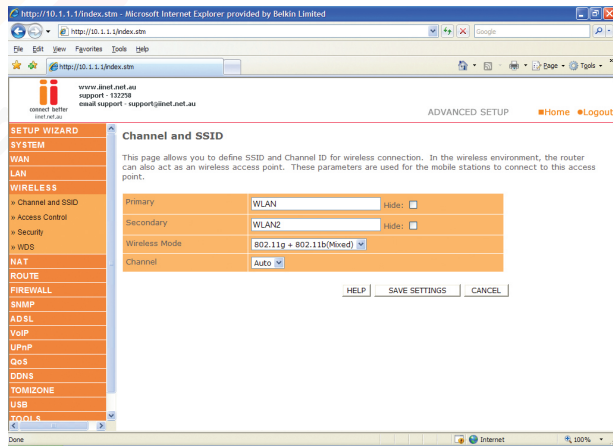 http://10.1.1.1/index.stm - Microsoft Internet Explorer provided by Belkin Limited
http://10.1.1.1/index.stm
Google
File Edit View Favorites Tools Help
http://10.1.1.1/index.stm
Page Tools
www.iinet.net.au
support - 132258
email support - support@iinet.net.au
connect better
iinet.net.au
ADVANCED SETUP Home Logout
SETUP WIZARD
SYSTEM
WAN
LAN
WIRELESS
» Channel and SSID
» Access Control
» Security
» WDS
NAT
ROUTE
FIREWALL
SNMP
ADSL
VoIP
UPnP
QoS
DDNS
TOMIZONE
USB
TOOLS
Channel and SSID
This page allows you to define SSID and Channel ID for wireless connection. In the wireless environment, the router
can also act as an wireless access point. These parameters are used for the mobile stations to connect to this access
point.
Primary WLAN Hide:
Secondary WLAN2 Hide:
Wireless Mode 802.11g + 802.11b(Mixed)
Channel Auto
HELP SAVE SETTINGS CANCEL
Done Internet 100%